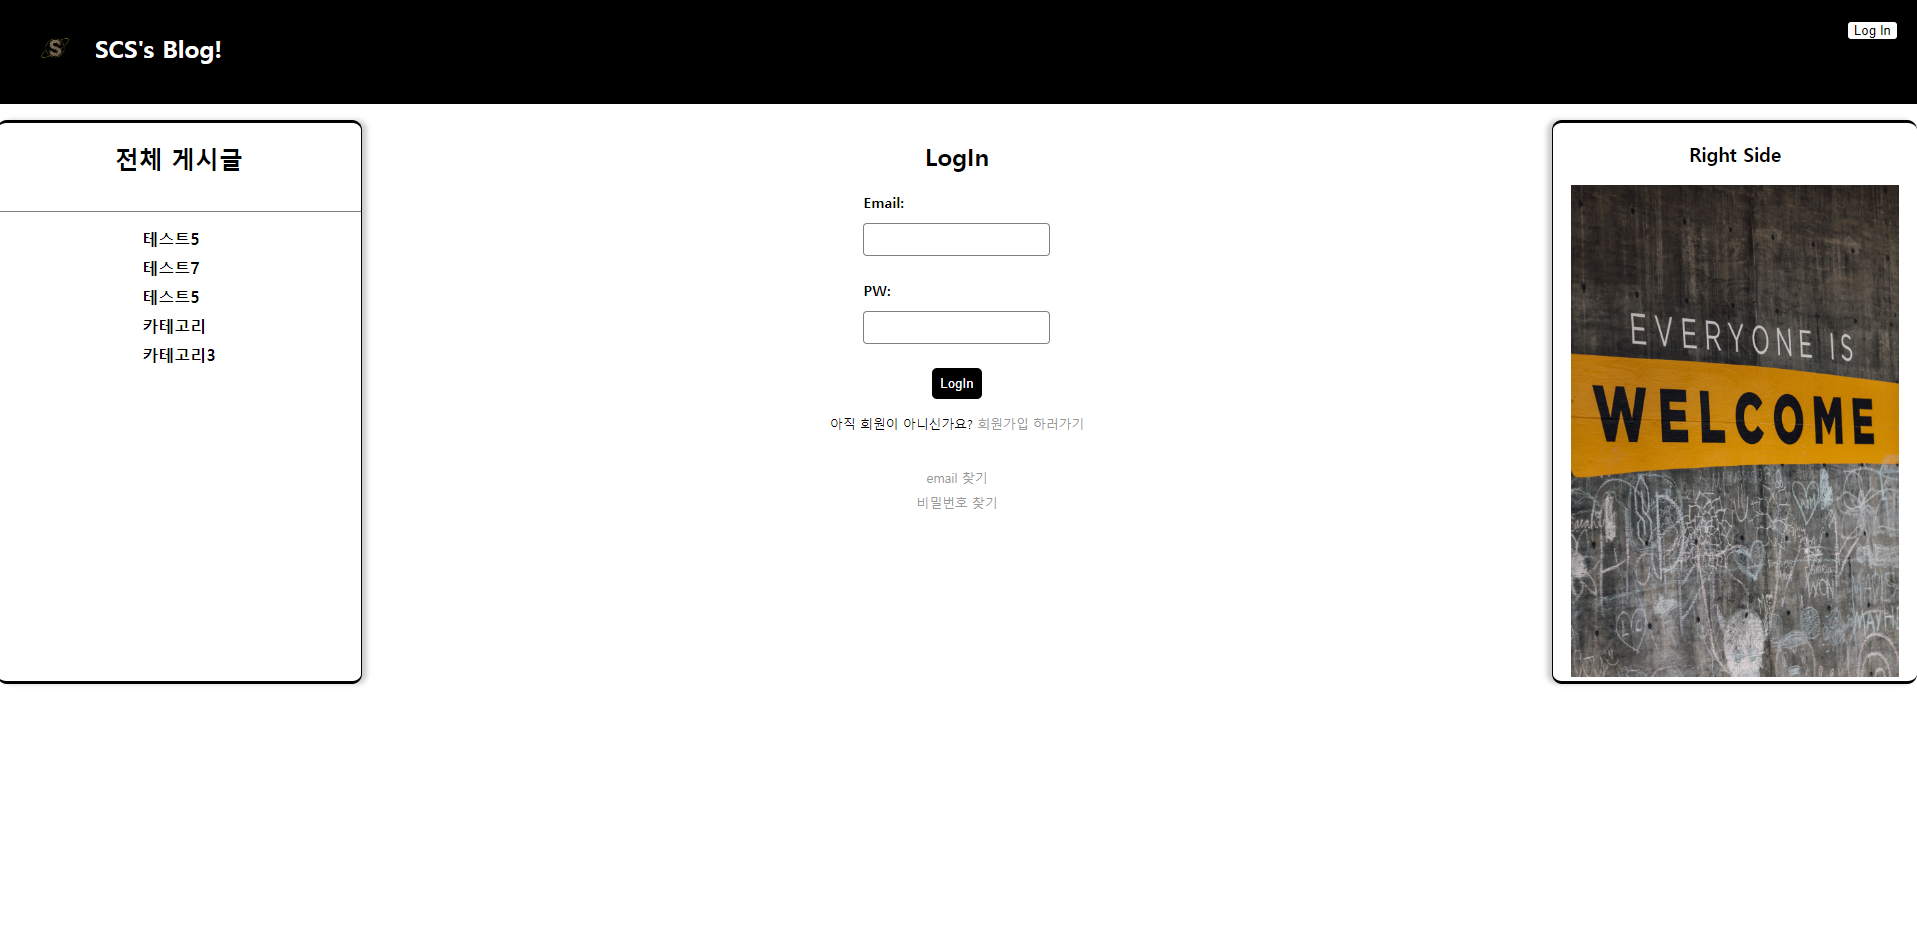 S
SCS's Blog!
Log In
전체 게시글
테스트5
테스트7
테스트5
카테고리
카테고리3
LogIn
Email:
PW:
LogIn
아직 회원이 아니신가요? 회원가입 하러가기
email 찾기
비밀번호 찾기
Right Side
EVERYONE IS
WELCOME